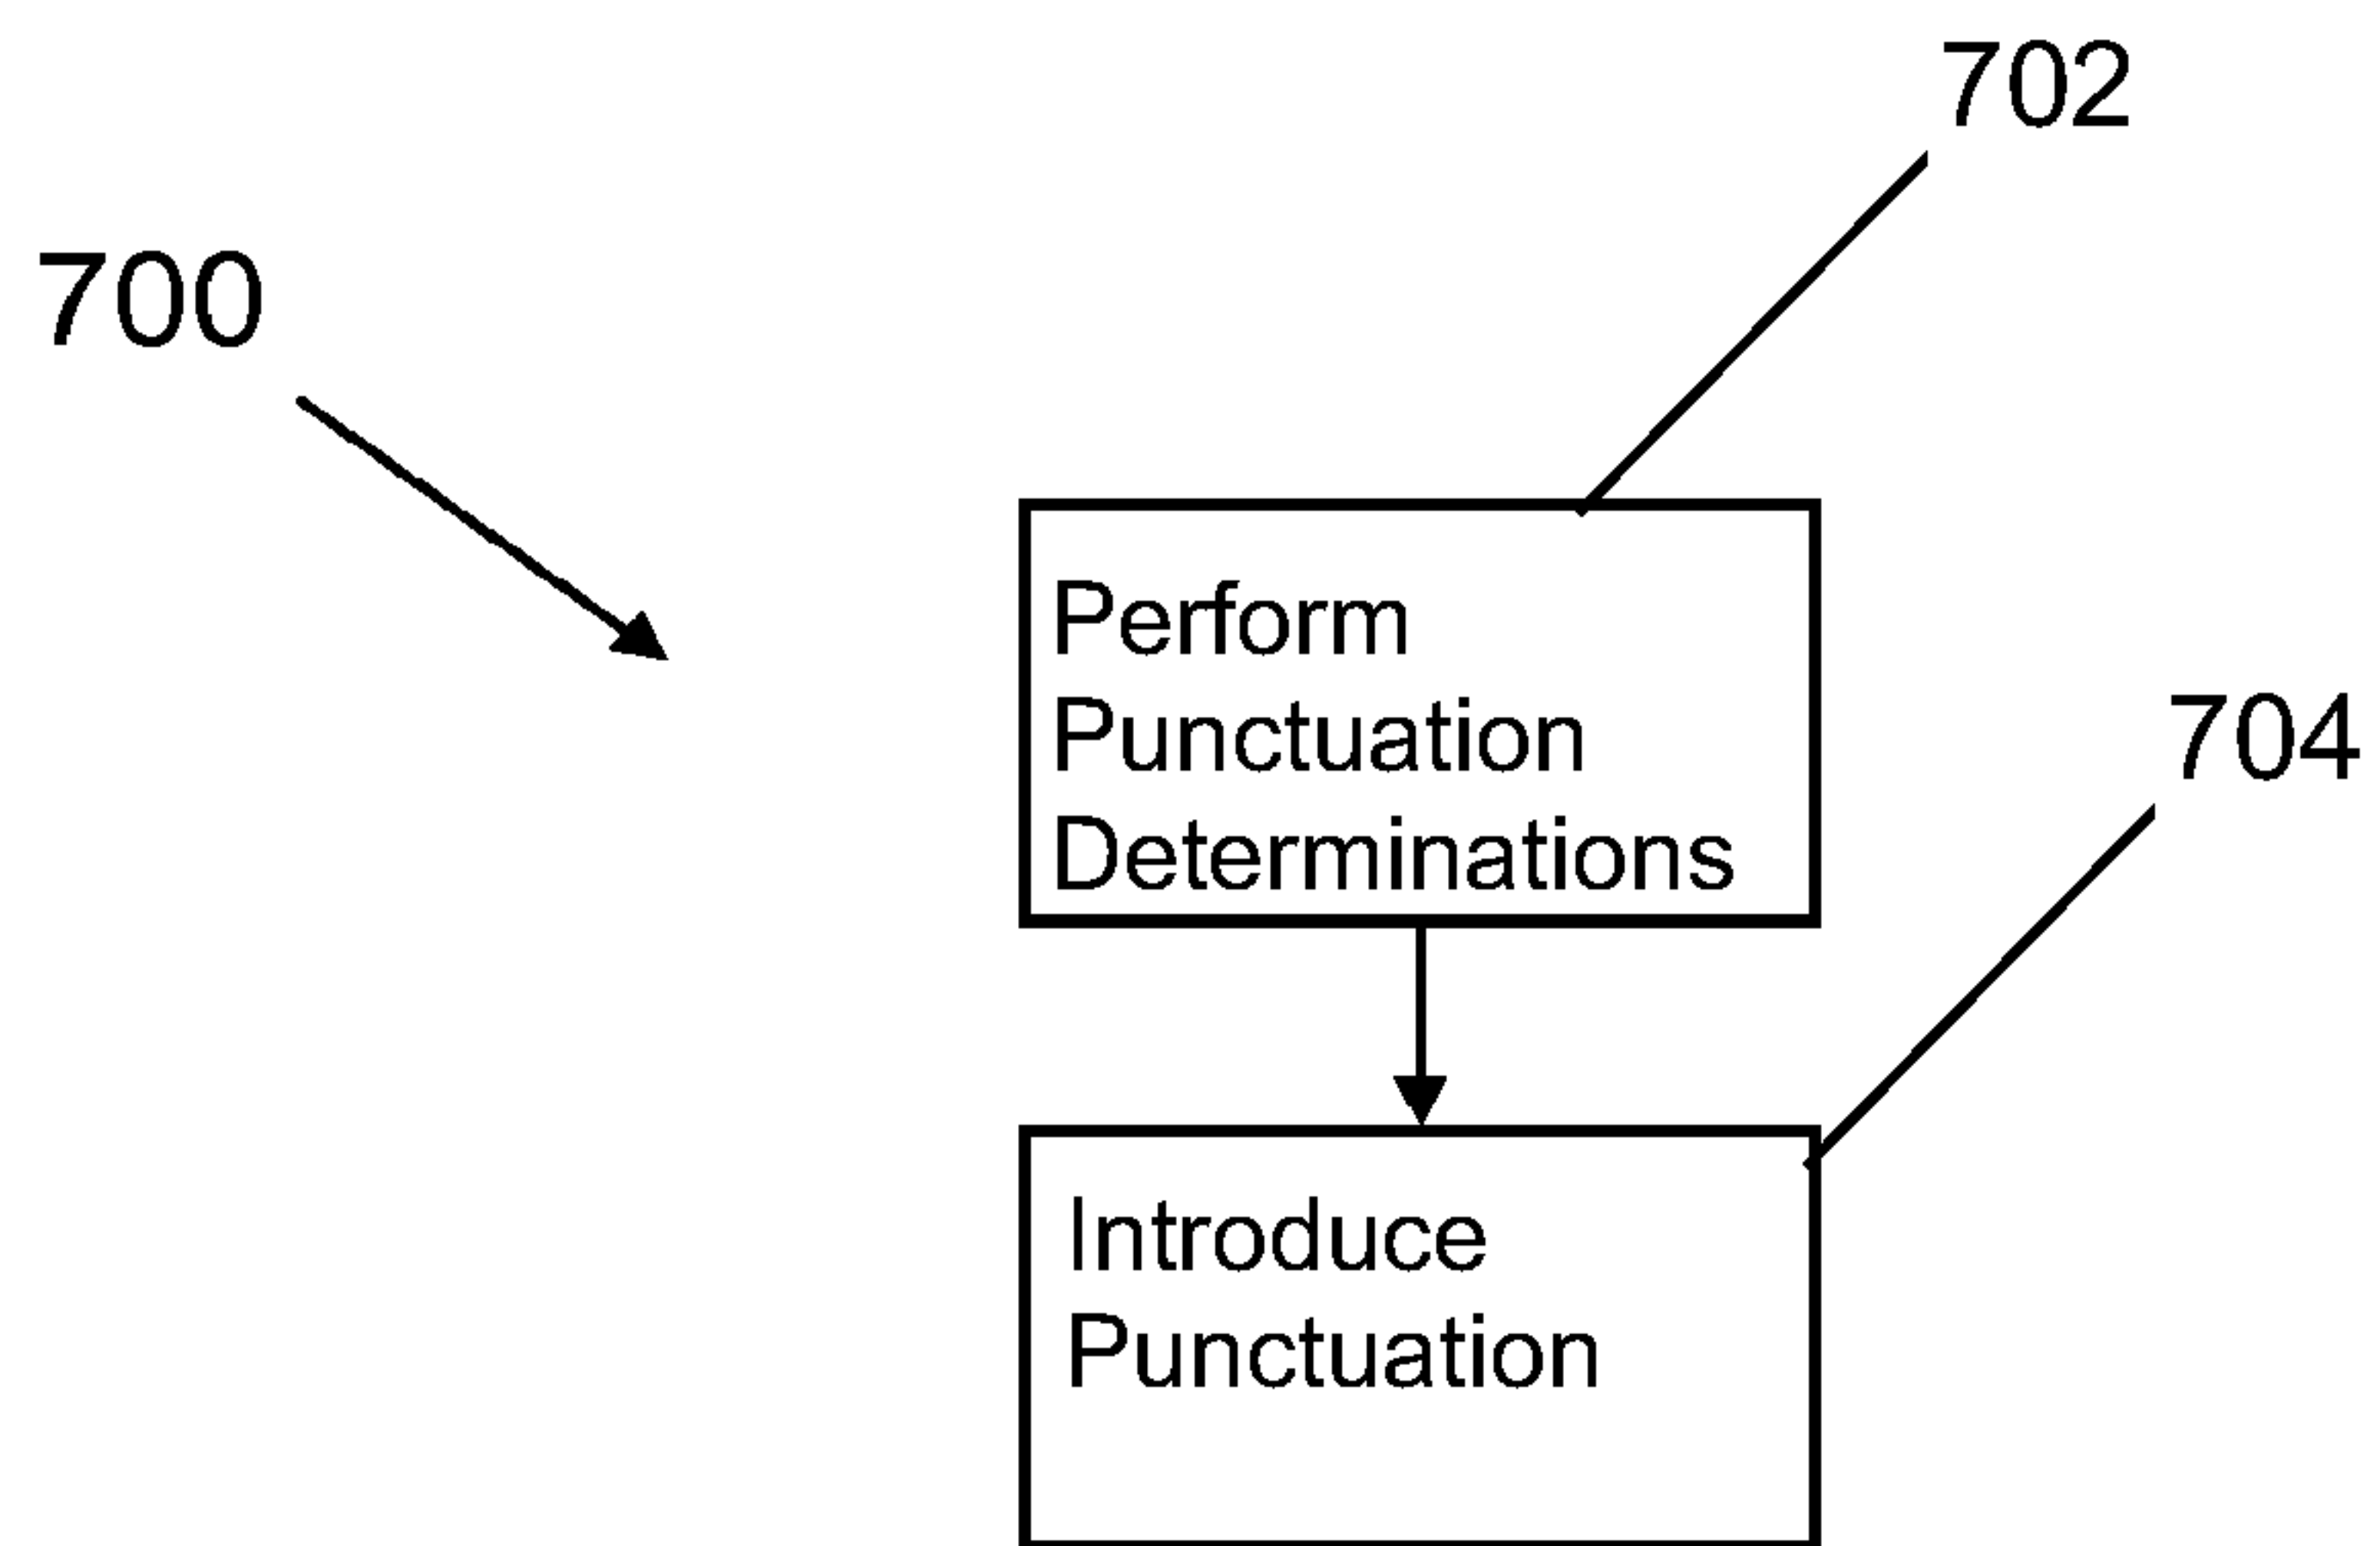 702
700
Perform
Punctuation
Determinations
704
Introduce
Punctuation